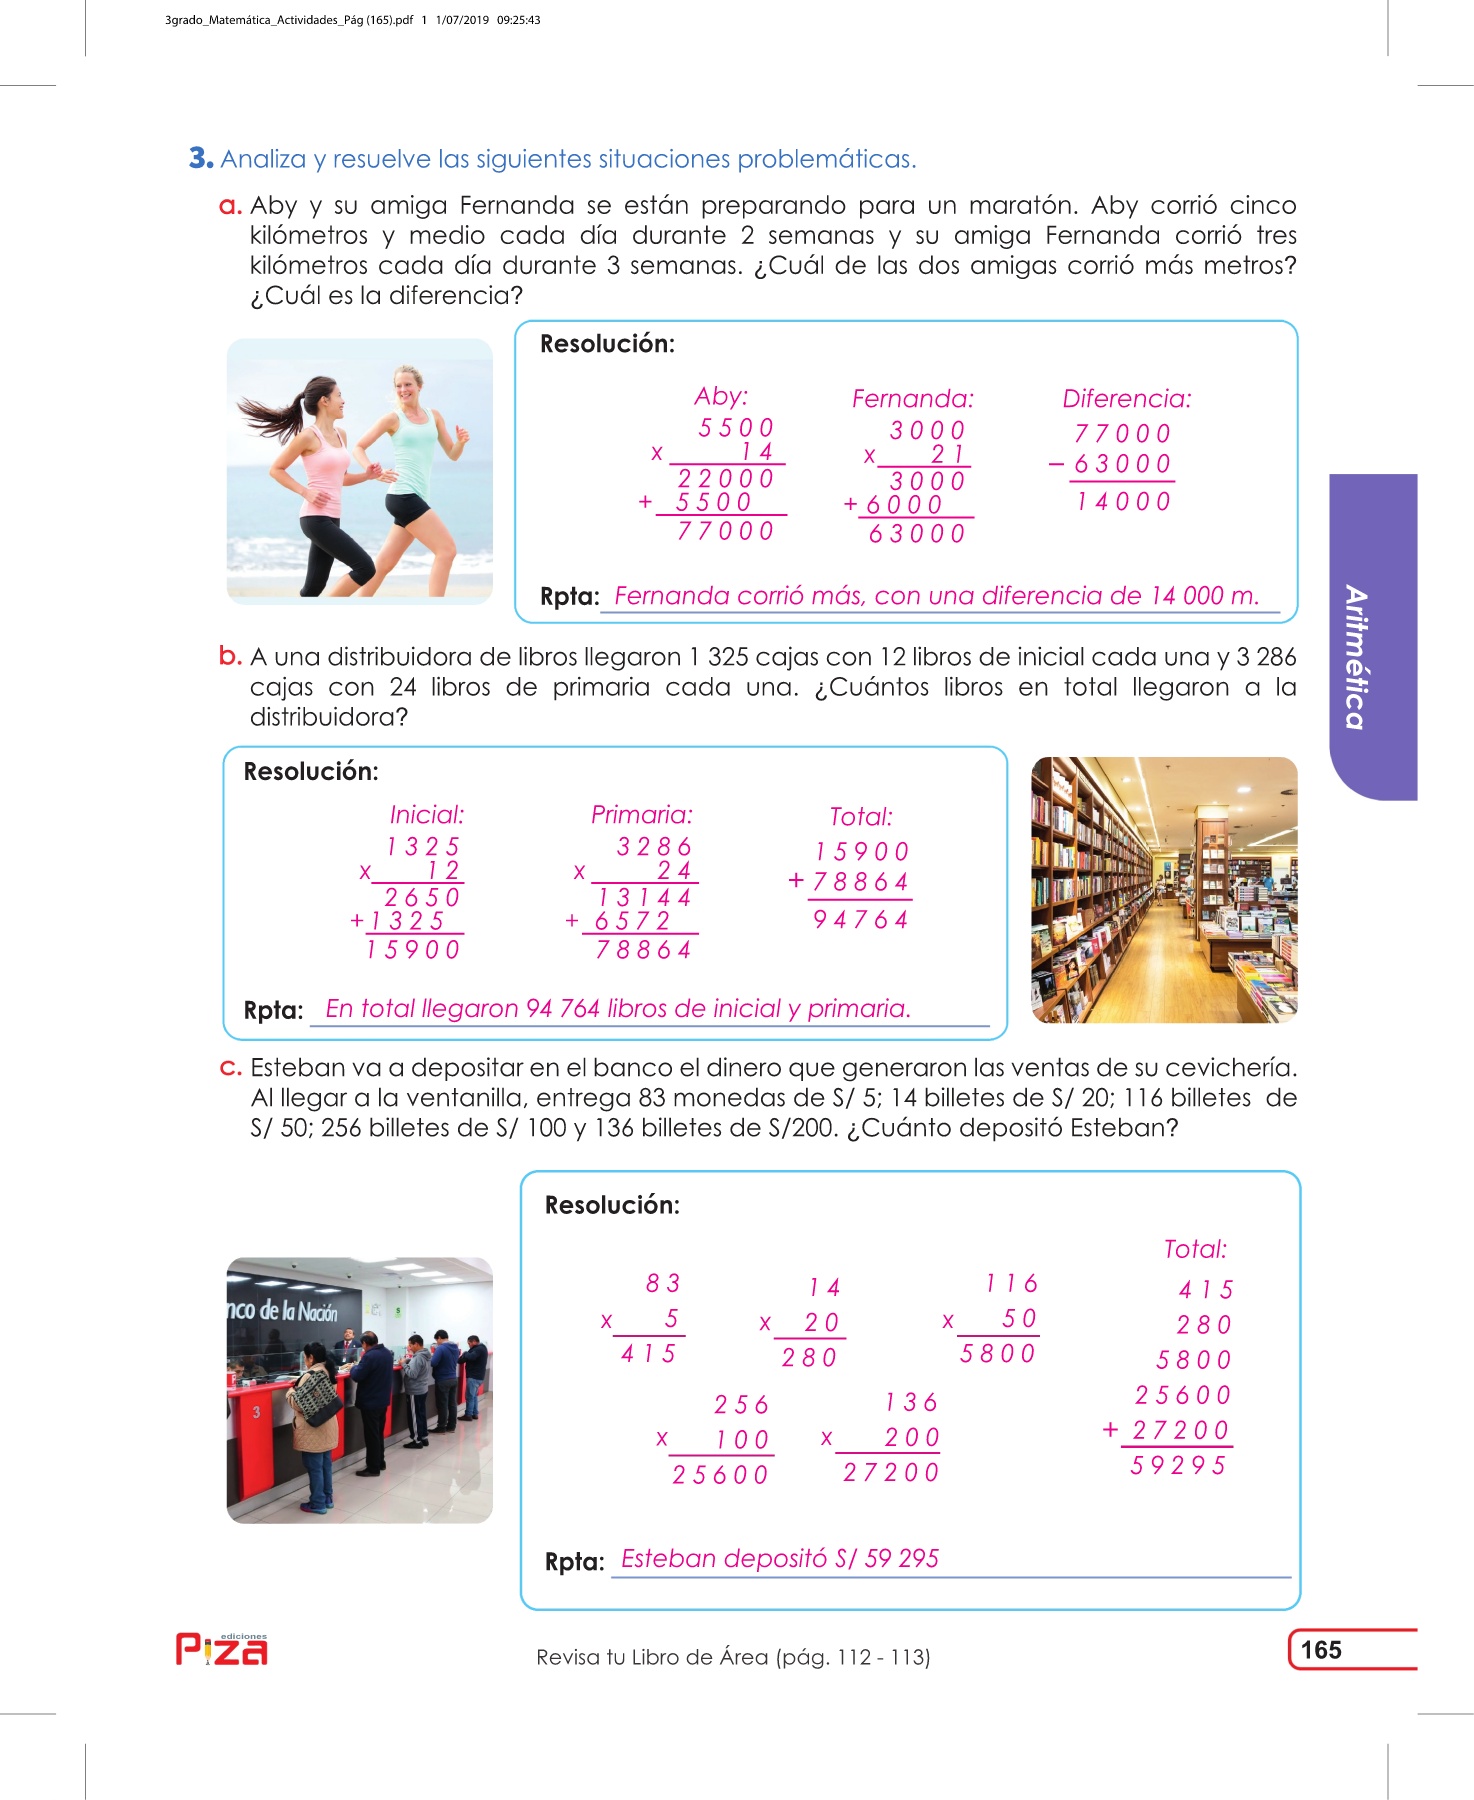 3grado_Matemática_Actividades_Pág (165).pdf 1 1/07/2019 09:25:43
3. Analiza y resuelve las siguientes situaciones problemáticas.
a. Aby y su amiga Fernanda se están preparando para un maratón. Aby corrió cinco
kilómetros y medio cada día durante 2 semanas y su amiga Fernanda corrió tres
kilómetros cada día durante 3 semanas. ¿Cuál de las dos amigas corrió más metros?
¿Cuál es la diferencia?
Resolución:
Aby:
5500
x 14
22000
+ 5500
77000
Fernanda:
3000
x 21
3000
+ 6000
63000
Diferencia:
77000
– 63000
14000
Rpta: Fernanda corrió más, con una diferencia de 14 000 m.
Aritmética
b. A una distribuidora de libros llegaron 1 325 cajas con 12 libros de inicial cada una y 3 286
cajas con 24 libros de primaria cada una. ¿Cuántos libros en total llegaron a la
distribuidora?
Resolución:
Inicial:
1325
x 12
2650
+1325
15900
Primaria:
3286
x 24
13144
+ 6572
78864
Total:
15900
+ 78864
94764
Rpta: En total llegaron 94 764 libros de inicial y primaria.
c. Esteban va a depositar en el banco el dinero que generaron las ventas de su cevichería.
Al llegar a la ventanilla, entrega 83 monedas de S/ 5; 14 billetes de S/ 20; 116 billetes de
S/ 50; 256 billetes de S/ 100 y 136 billetes de S/200. ¿Cuánto depositó Esteban?
nco de la Nación
3
Resolución:
83
x 5
415
14
x 20
280
116
x 50
5800
256
x 100
25600
136
x 200
27200
Total:
415
280
5800
25600
+ 27200
59295
Rpta: Esteban depositó S/ 59 295
ediciones
Piza
Revisa tu Libro de Área (pág. 112 - 113)
165